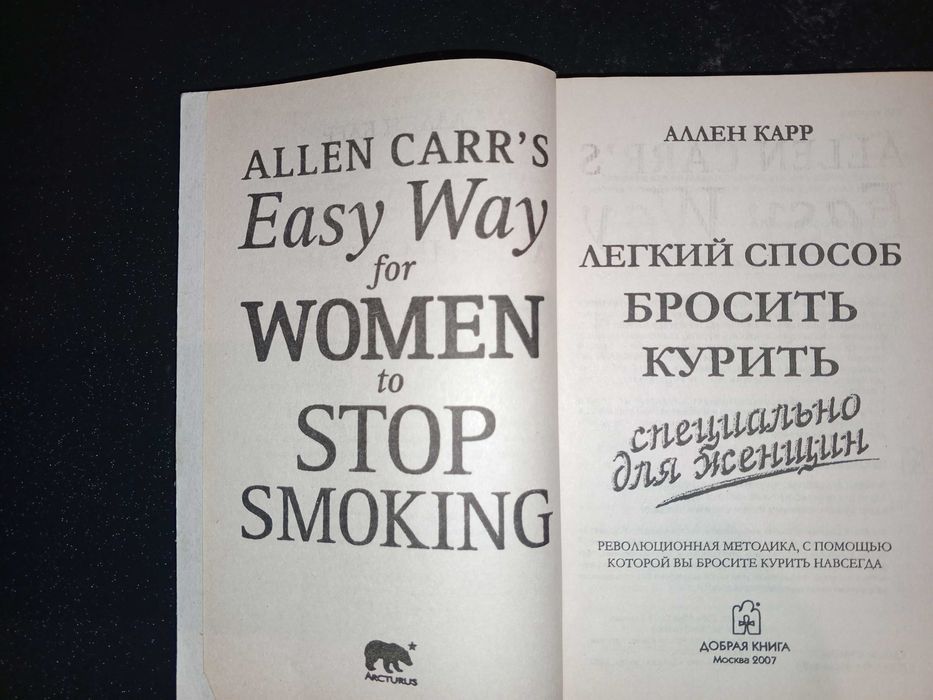 ALLEN CARR'S
Easy Way
for
WOMEN
to
STOP
SMOKING
ARCTURUS
АЛЛЕН КАРР
ЛЕГКИЙ СПОСОБ
БРОСИТЬ
КУРИТЬ
специально
для женщин
РЕВОЛЮЦИОННАЯ МЕТОДИКА, С ПОМОЩЬЮ
КОТОРОЙ ВЫ БРОСИТЕ КУРИТЬ НАВСЕГДА
ДОБРАЯ КНИГА
Москва 2007